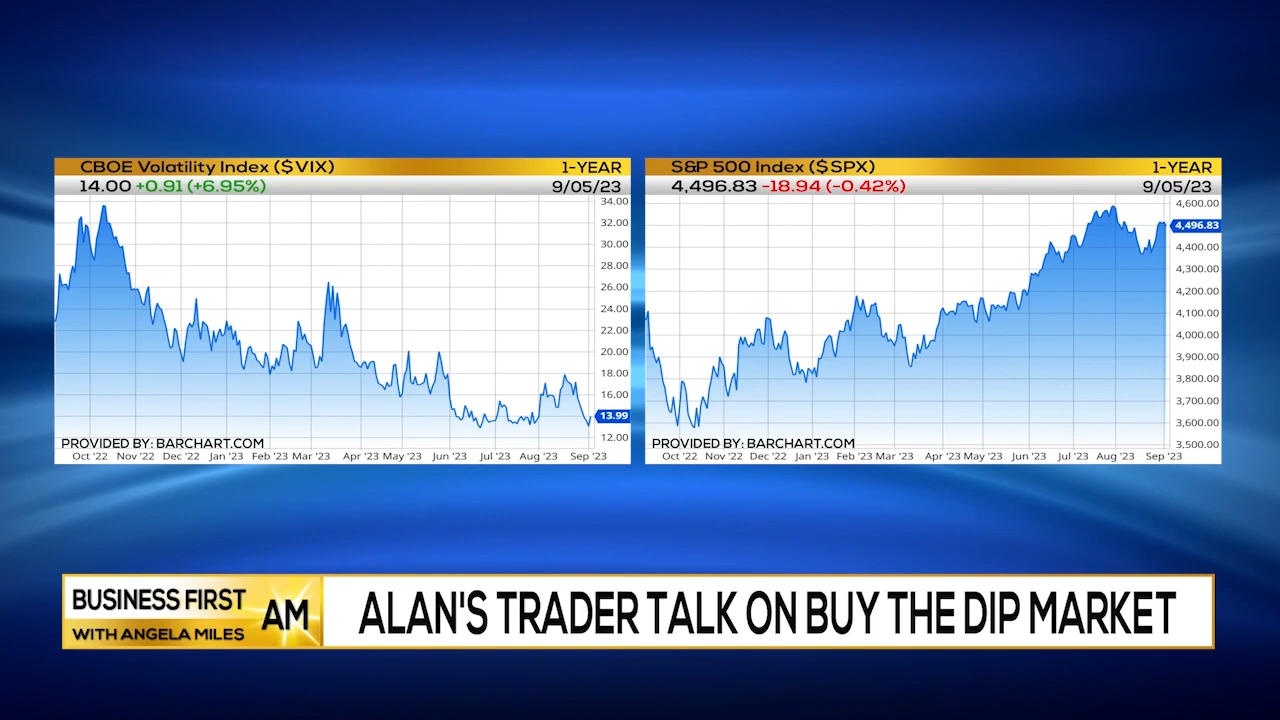 CBOE Volatility Index ($VIX) 1-YEAR
14.00 +0.91 (+6.95%) 9/05/23
34.00
32.00
30.00
28.00
26.00
24.00
22.00
20.00
18.00
16.00
13.99
12.00
PROVIDED BY: BARCHART.COM
Oct '22 Nov '22 Dec '22 Jan '23 Feb '23 Mar '23 Apr '23 May '23 Jun '23 Jul '23 Aug '23 Sep '23
S&P 500 Index ($SPX) 1-YEAR
4,496.83 -18.94 (-0.42%) 9/05/23
4,600.00
4,496.83
4,400.00
4,300.00
4,200.00
4,100.00
4,000.00
3,900.00
3,800.00
3,700.00
3,600.00
3,500.00
PROVIDED BY: BARCHART.COM
Oct '22 Nov '22 Dec '22 Jan '23 Feb '23 Mar '23 Apr '23 May '23 Jun '23 Jul '23 Aug '23 Sep '23
BUSINESS FIRST AM
WITH ANGELA MILES
ALAN'S TRADER TALK ON BUY THE DIP MARKET